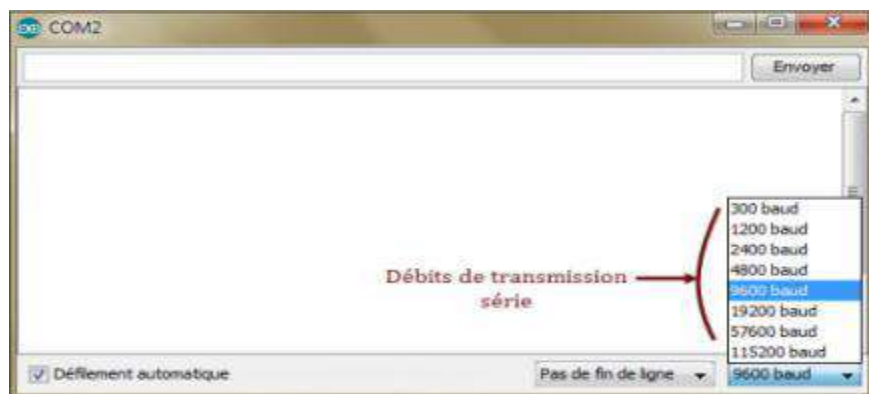 COM2
Envoyer
300 baud
1200 baud
2400 baud
4800 baud
9600 baud
19200 baud
57600 baud
115200 baud
Débits de transmission
série
Défilement automatique
Pas de fin de ligne
9600 baud